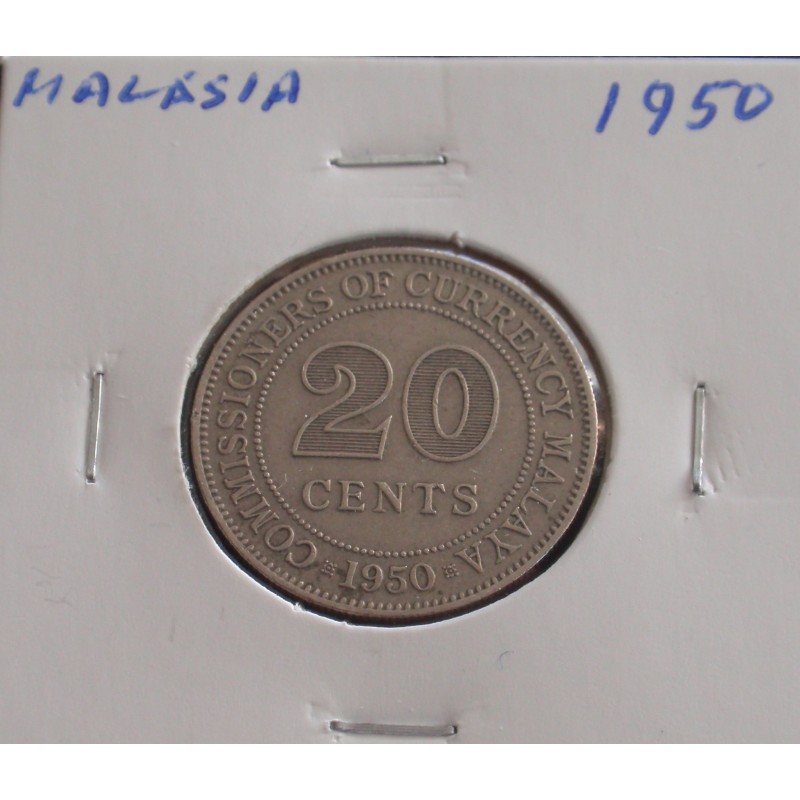 MALÁSIA 1950
COMMISSIONERS OF CURRENCY MALAYA
20
CENTS
1950